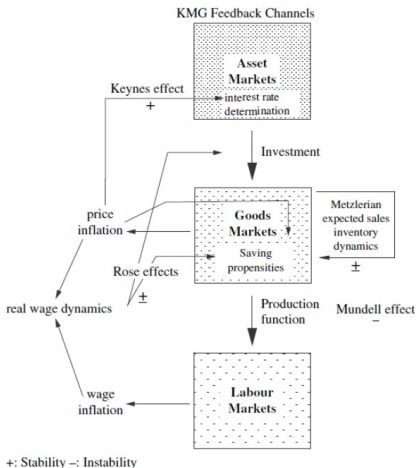 KMG Feedback Channels
Asset
Markets
Keynes effect
+
interest rate
determination
Investment
price
inflation
Goods
Markets
Metzlerian
expected sales
inventory
dynamics
±
Saving
propensities
Rose effects
±
real wage dynamics
Production
function
Mundell effect
–
wage
inflation
Labour
Markets
+: Stability –: Instability